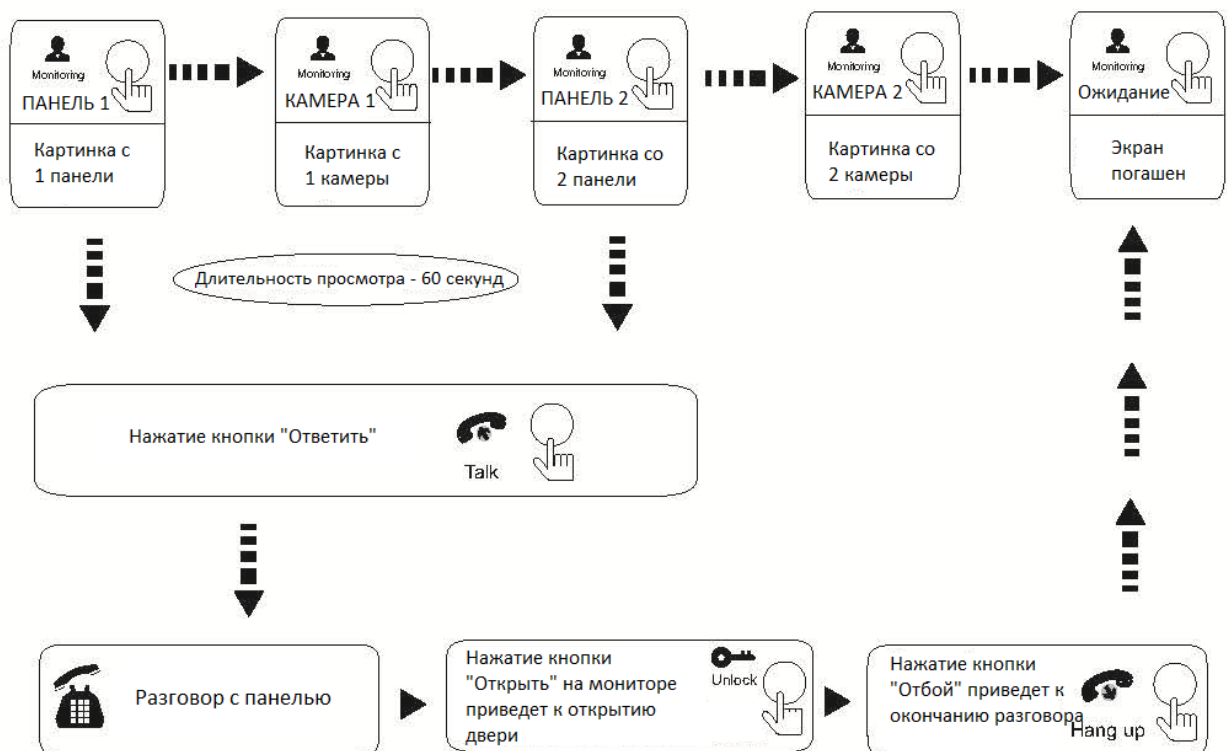 Monitoring
ПАНЕЛЬ 1
Картинка с
1 панели
Monitoring
КАМЕРА 1
Картинка с
1 камеры
Monitoring
ПАНЕЛЬ 2
Картинка со
2 панели
Monitoring
КАМЕРА 2
Картинка со
2 камеры
Monitoring
Ожидание
Экран
погашен
Длительность просмотра - 60 секунд
Нажатие кнопки "Ответить"
Talk
Разговор с панелью
Нажатие кнопки
"Открыть" на мониторе
приведет к открытию
двери
Unlock
Нажатие кнопки
"Отбой" приведет к
окончанию разговора
Hang up